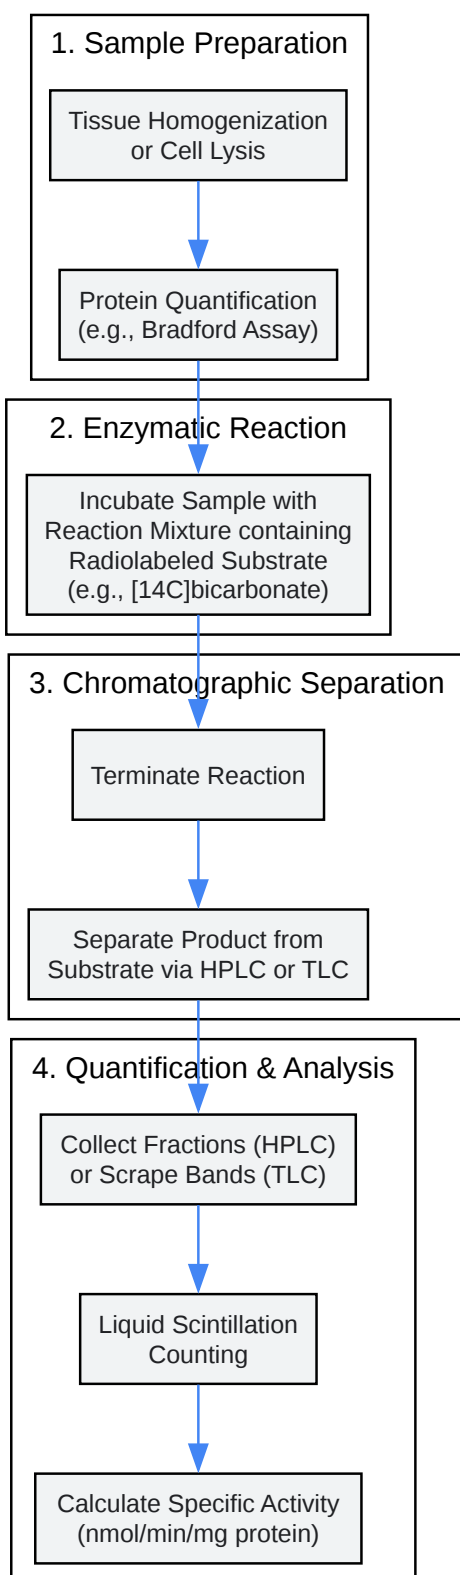 1. Sample Preparation
Tissue Homogenization
or Cell Lysis
Protein Quantification
(e.g., Bradford Assay)
2. Enzymatic Reaction
Incubate Sample with
Reaction Mixture containing
Radiolabeled Substrate
(e.g., [14C]bicarbonate)
3. Chromatographic Separation
Terminate Reaction
Separate Product from
Substrate via HPLC or TLC
4. Quantification & Analysis
Collect Fractions (HPLC)
or Scrape Bands (TLC)
Liquid Scintillation
Counting
Calculate Specific Activity
(nmol/min/mg protein)